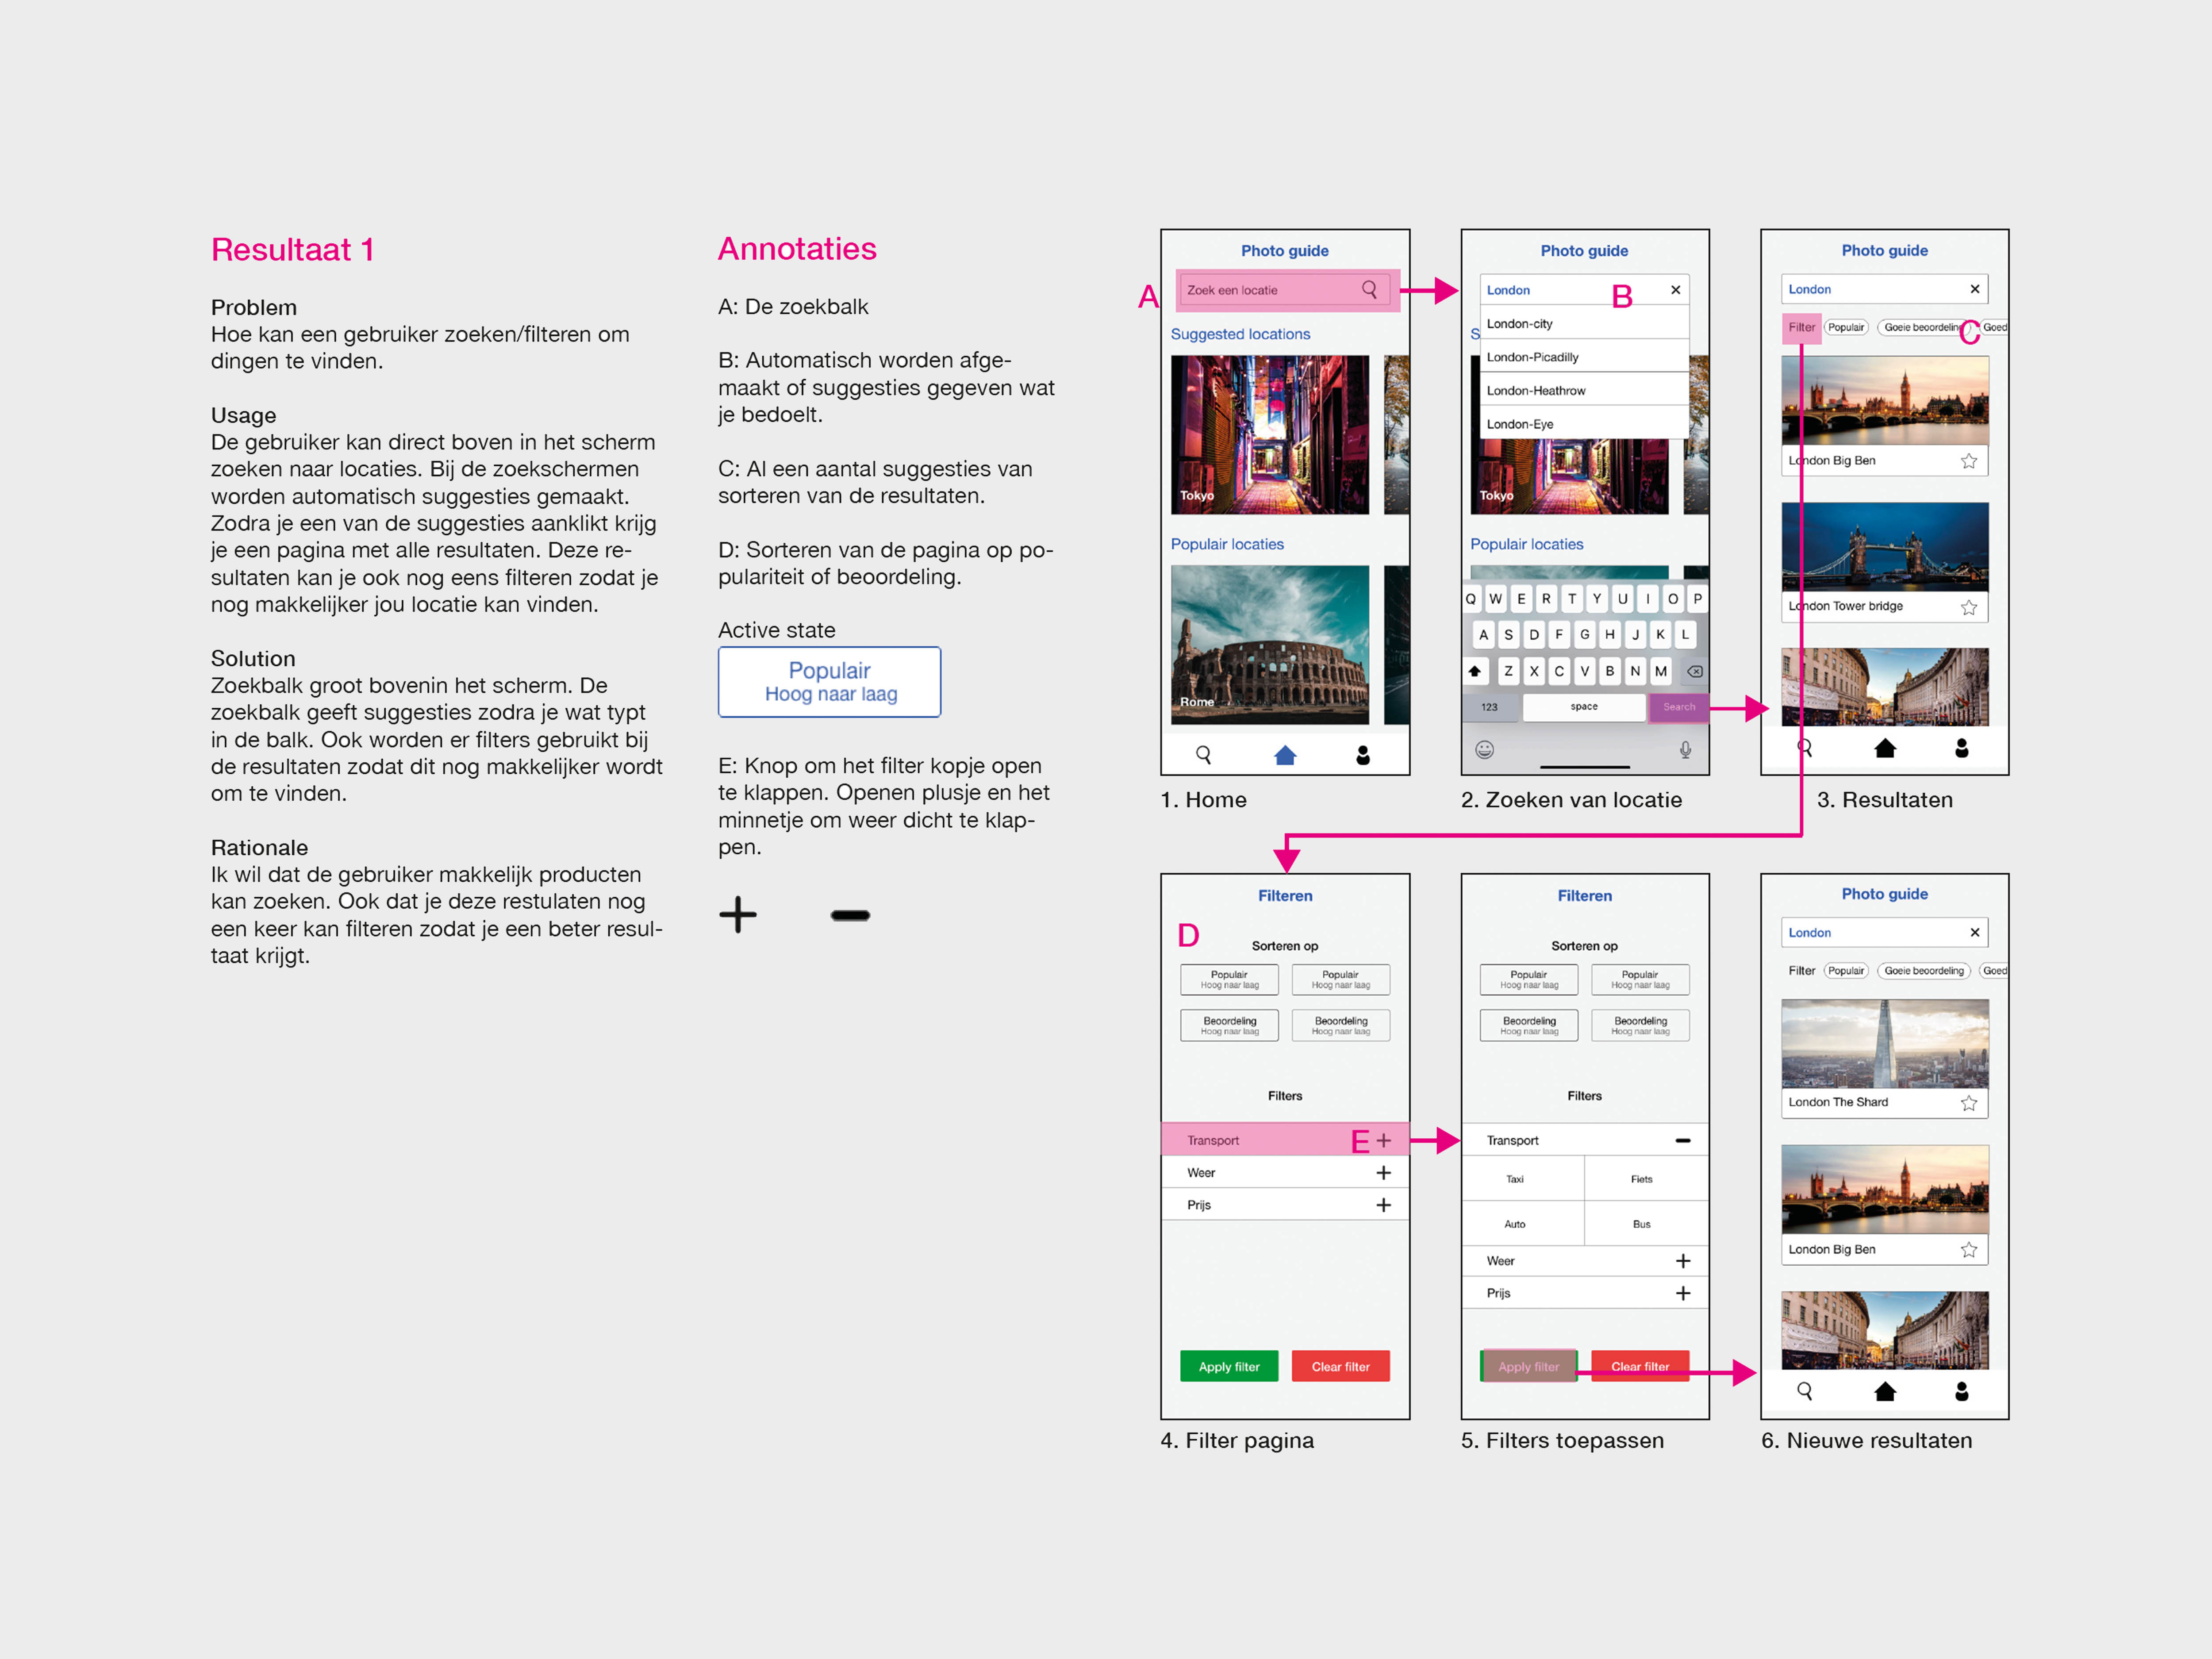 Resultaat 1
Problem
Hoe kan een gebruiker zoeken/filteren om
dingen te vinden.
Usage
De gebruiker kan direct boven in het scherm
zoeken naar locaties. Bij de zoekschermen
worden automatisch suggesties gemaakt.
Zodra je een van de suggesties aanklikt krijg
je een pagina met alle resultaten. Deze re-
sultaten kan je ook nog eens filteren zodat je
nog makkelijker jou locatie kan vinden.
Solution
Zoekbalk groot bovenin het scherm. De
zoekbalk geeft suggesties zodra je wat typt
in de balk. Ook worden er filters gebruikt bij
de resultaten zodat dit nog makkelijker wordt
om te vinden.
Rationale
Ik wil dat de gebruiker makkelijk producten
kan zoeken. Ook dat je deze restulaten nog
een keer kan filteren zodat je een beter resul-
taat krijgt.
Annotaties
A: De zoekbalk
B: Automatisch worden afge-
maakt of suggesties gegeven wat
je bedoelt.
C: Al een aantal suggesties van
sorteren van de resultaten.
D: Sorteren van de pagina op po-
pulariteit of beoordeling.
Active state
Populair
Hoog naar laag
E: Knop om het filter kopje open
te klappen. Openen plusje en het
minnetje om weer dicht te klap-
pen.
Photo guide
A
Zoek een locatie
Suggested locations
Tokyo
Populair locaties
Rome
1. Home
Photo guide
London
B
London-city
S
London-Picadilly
London-Heathrow
London-Eye
Tokyo
Populair locaties
Q W E R T Y U I O P
A S D F G H J K L
Z X C V B N M
123 space Search
2. Zoeken van locatie
Photo guide
London
Filter Populair Goeie beoordeling Goed
C
London Big Ben
London Tower bridge
3. Resultaten
Filteren
D
Sorteren op
Populair Populair
Hoog naar laag Hoog naar laag
Beoordeling Beoordeling
Hoog naar laag Hoog naar laag
Filters
Transport E +
Weer +
Prijs +
Apply filter Clear filter
4. Filter pagina
Filteren
Sorteren op
Populair Populair
Hoog naar laag Hoog naar laag
Beoordeling Beoordeling
Hoog naar laag Hoog naar laag
Filters
Transport
Taxi Fiets
Auto Bus
Weer +
Prijs +
Apply filter Clear filter
5. Filters toepassen
Photo guide
London
Filter Populair Goeie beoordeling Goed
London The Shard
London Big Ben
6. Nieuwe resultaten